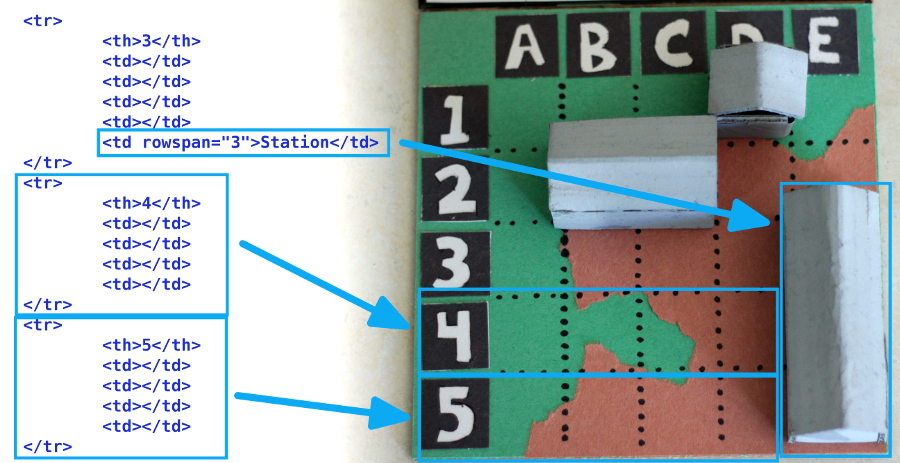 <tr>
<th>3</th>
<td></td>
<td></td>
<td></td>
<td></td>
<td rowspan="3">Station</td>
</tr>
<tr>
<th>4</th>
<td></td>
<td></td>
<td></td>
<td></td>
</tr>
<tr>
<th>5</th>
<td></td>
<td></td>
<td></td>
<td></td>
</tr>
A B C D E
1
2
3
4
5